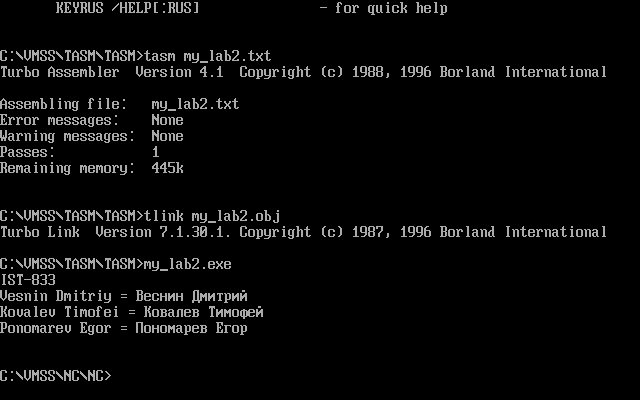 KEYRUS /HELP[:RUS] - for quick help
C:\VMSS\TASM\TASM>tasm my_lab2.txt
Turbo Assembler Version 4.1 Copyright (c) 1988, 1996 Borland International
Assembling file: my_lab2.txt
Error messages: None
Warning messages: None
Passes: 1
Remaining memory: 445k
C:\VMSS\TASM\TASM>tlink my_lab2.obj
Turbo Link Version 7.1.30.1. Copyright (c) 1987, 1996 Borland International
C:\VMSS\TASM\TASM>my_lab2.exe
IST-833
Vesnin Dmitriy = Веснин Дмитрий
Kovalev Timofei = Ковалев Тимофей
Ponomarev Egor = Пономарев Егор
C:\VMSS\NC\NC>